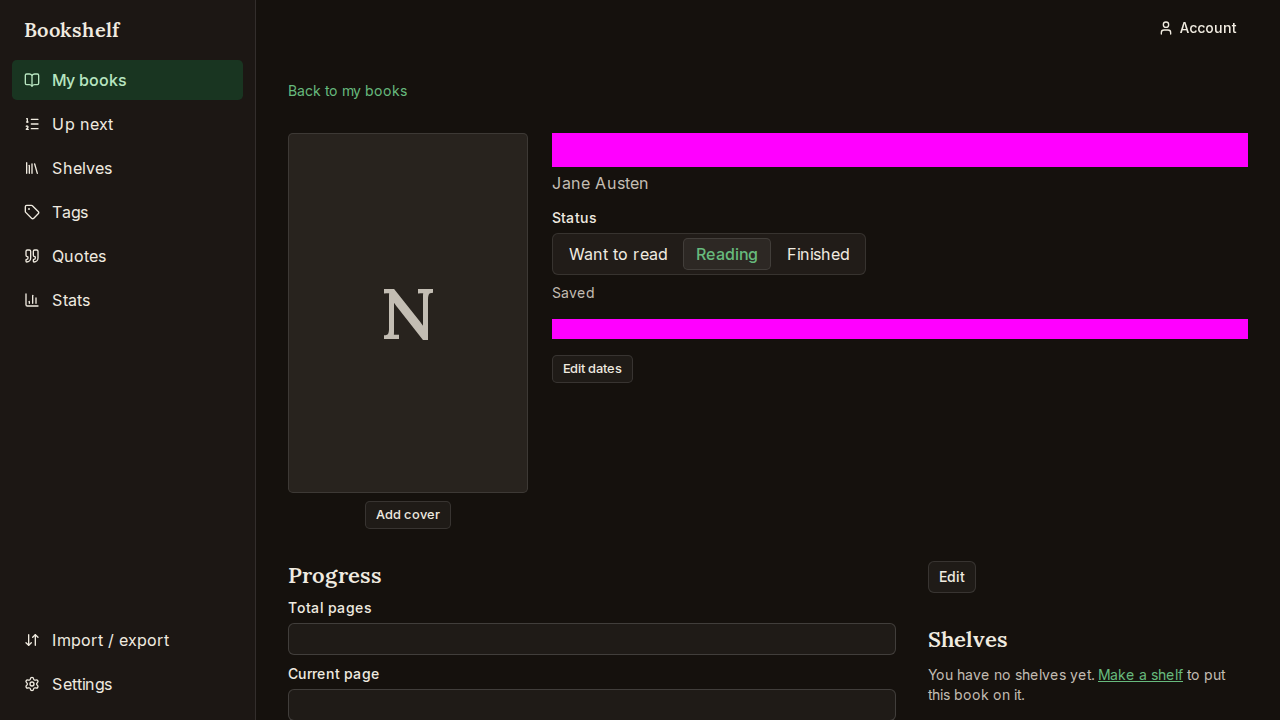 Bookshelf
My books
Up next
Shelves
Tags
Quotes
Stats
Import / export
Settings
Account
Back to my books
N
Add cover
Jane Austen
Status
Want to read Reading Finished
Saved
Edit dates
Progress
Total pages
Current page
Edit
Shelves
You have no shelves yet. Make a shelf to put
this book on it.